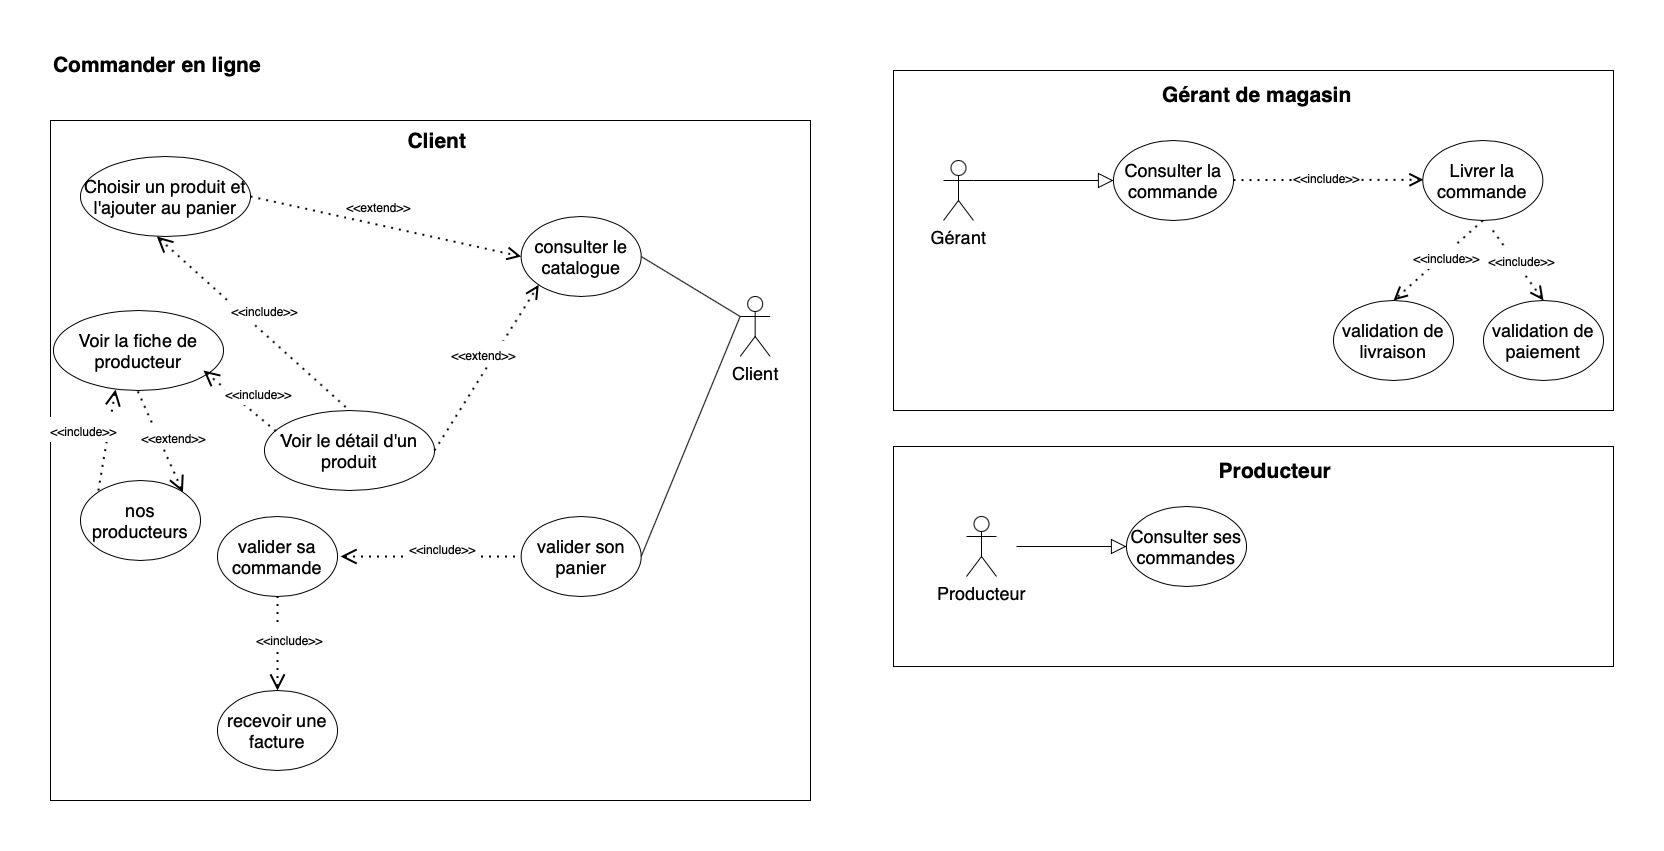 Commander en ligne
Client
Choisir un produit et
l'ajouter au panier
<<extend>>
consulter le
catalogue
<<include>>
Voir la fiche de
producteur
<<extend>>
Client
<<include>>
<<include>>
<<extend>>
Voir le détail d'un
produit
nos
producteurs
valider sa
commande
<<include>>
valider son
panier
<<include>>
recevoir une
facture
Gérant de magasin
Gérant
Consulter la
commande
<<include>>
Livrer la
commande
<<include>>
<<include>>
validation de
livraison
validation de
paiement
Producteur
Producteur
Consulter ses
commandes